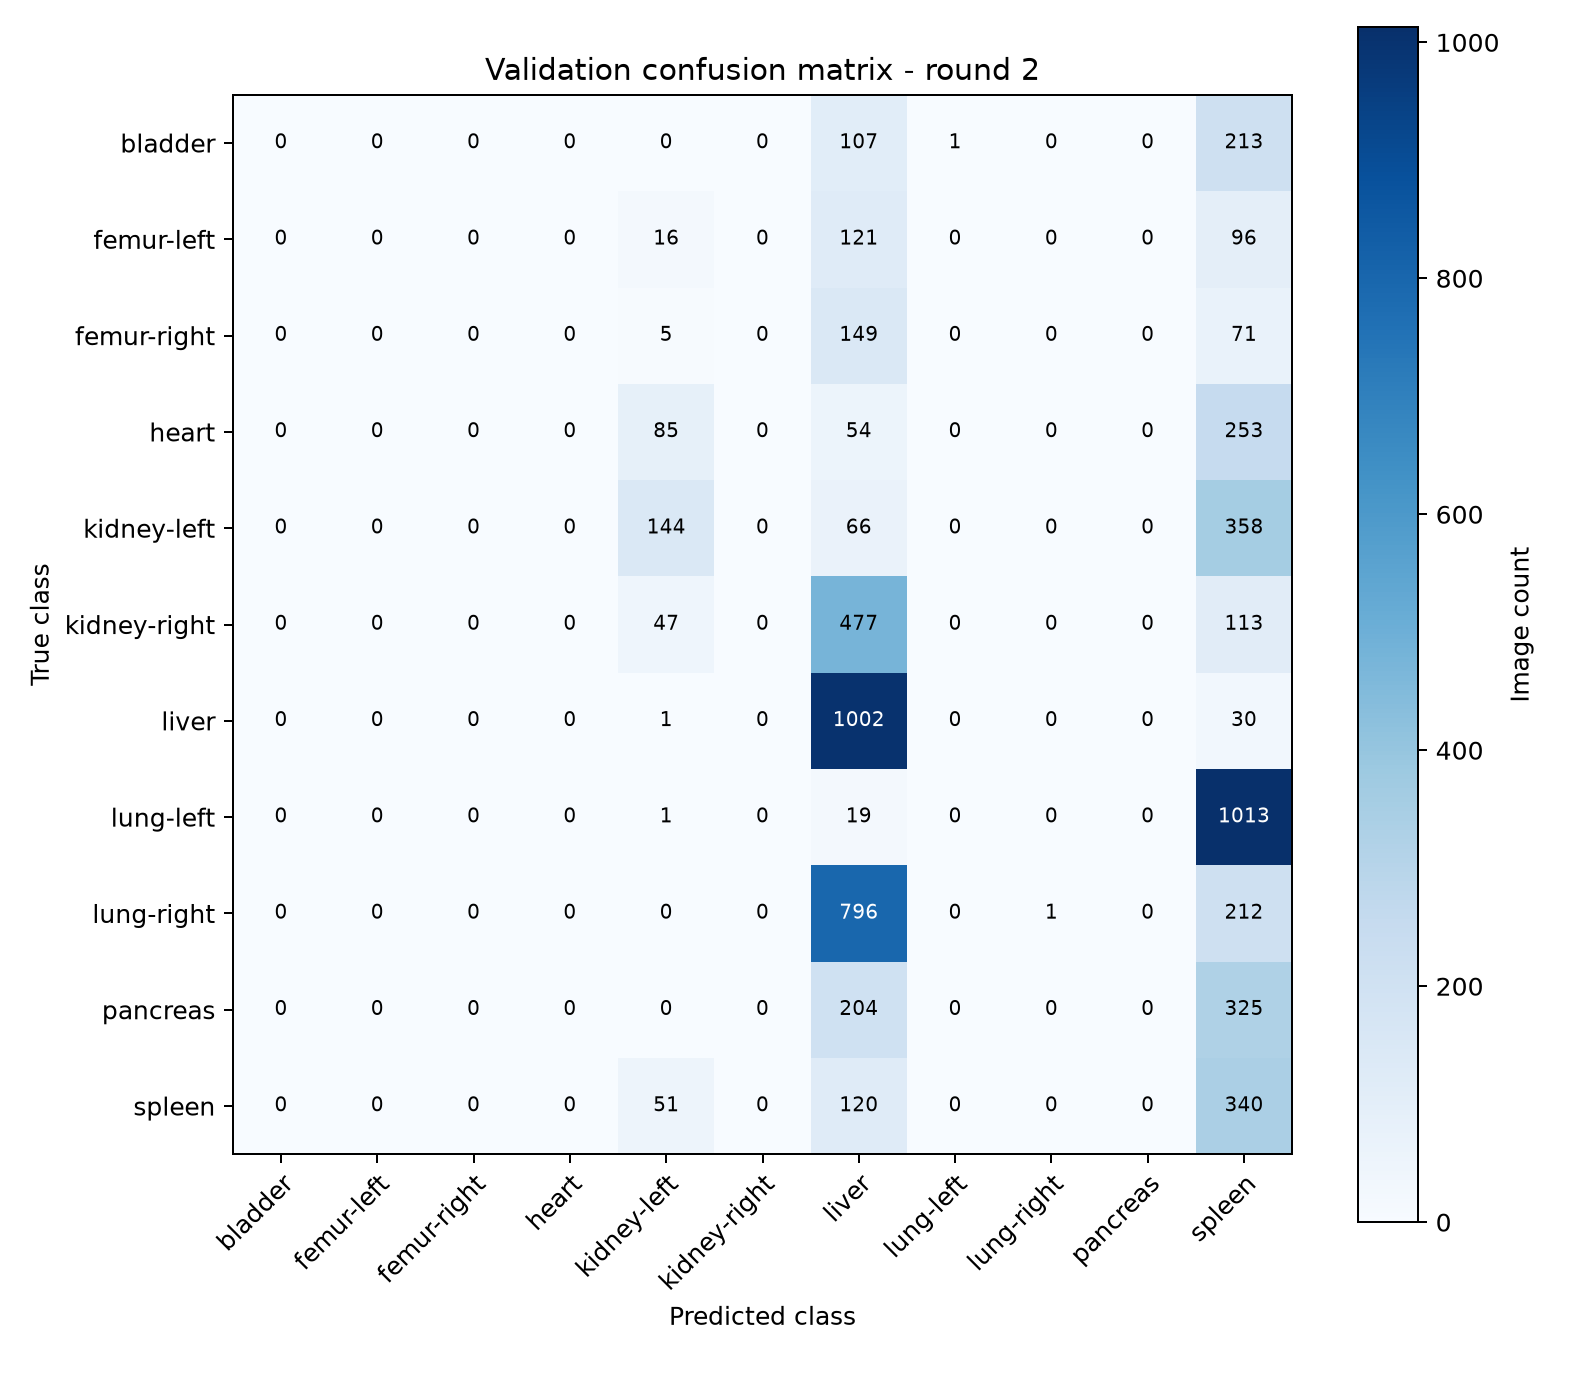 Validation confusion matrix - round 2
bladder 0 0 0 0 0 0 107 1 0 0 213
femur-left 0 0 0 0 16 0 121 0 0 0 96
femur-right 0 0 0 0 5 0 149 0 0 0 71
heart 0 0 0 0 85 0 54 0 0 0 253
kidney-left 0 0 0 0 144 0 66 0 0 0 358
kidney-right 0 0 0 0 47 0 477 0 0 0 113
liver 0 0 0 0 1 0 1002 0 0 0 30
lung-left 0 0 0 0 1 0 19 0 0 0 1013
lung-right 0 0 0 0 0 0 796 0 1 0 212
pancreas 0 0 0 0 0 0 204 0 0 0 325
spleen 0 0 0 0 51 0 120 0 0 0 340
True class
bladder femur-left femur-right heart kidney-left kidney-right liver lung-left lung-right pancreas spleen
Predicted class
1000
800
600
400
200
0
Image count